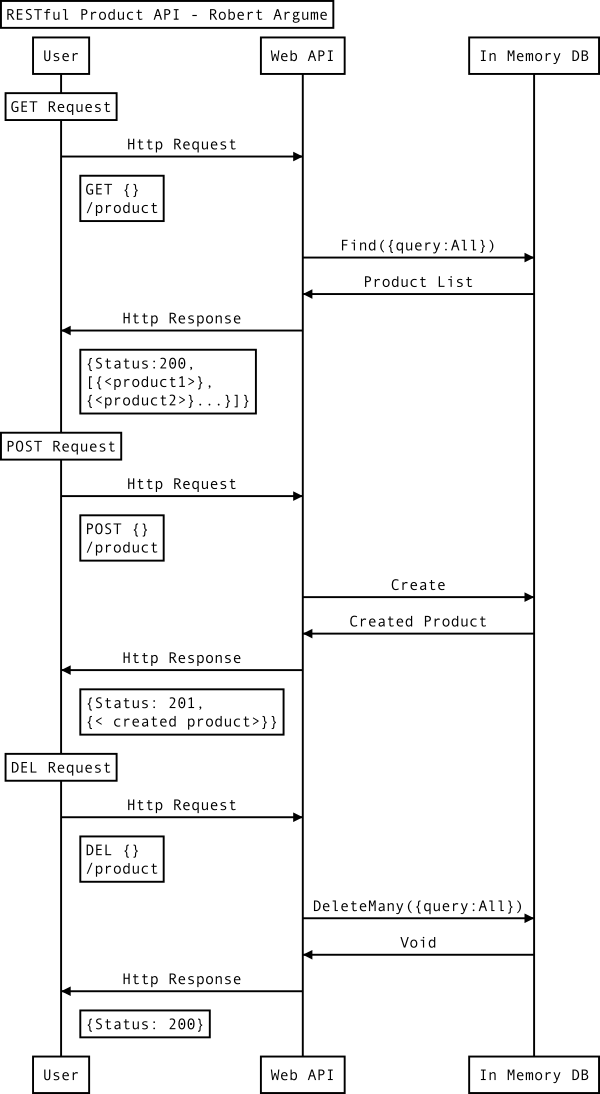 RESTful Product API - Robert Argume
User
Web API
In Memory DB
GET Request
Http Request
GET {}
/product
Find({query:All})
Product List
Http Response
{Status:200,
[{<product1>},
{<product2>}...}]}
POST Request
Http Request
POST {}
/product
Create
Created Product
Http Response
{Status: 201,
{< created product>}}
DEL Request
Http Request
DEL {}
/product
DeleteMany({query:All})
Void
Http Response
{Status: 200}
User
Web API
In Memory DB